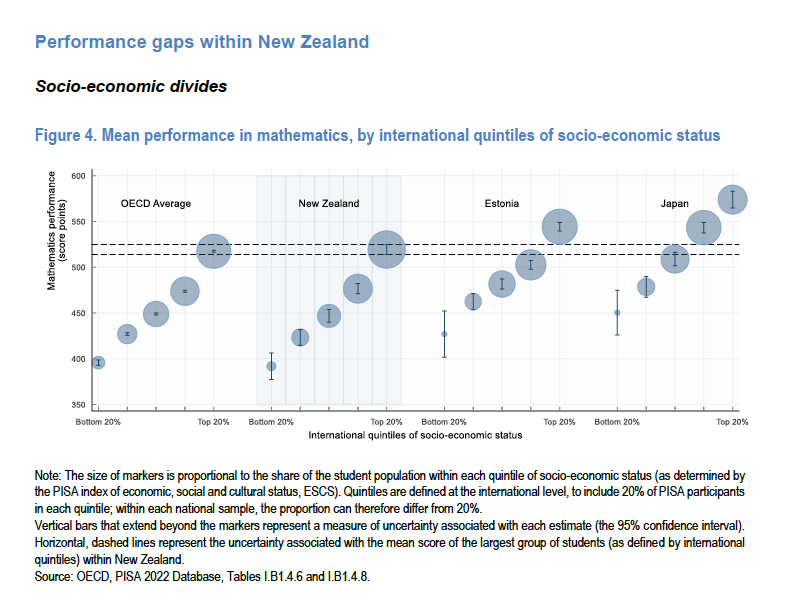 Performance gaps within New Zealand
Socio-economic divides
Figure 4. Mean performance in mathematics, by international quintiles of socio-economic status
Mathematics performance
(score points)
600
550
500
450
400
350
OECD Average
New Zealand
Estonia
Japan
Bottom 20%
Top 20%
Bottom 20%
Top 20%
Bottom 20%
Top 20%
Bottom 20%
Top 20%
International quintiles of socio-economic status
Note: The size of markers is proportional to the share of the student population within each quintile of socio-economic status (as determined by
the PISA index of economic, social and cultural status, ESCS). Quintiles are defined at the international level, to include 20% of PISA participants
in each quintile; within each national sample, the proportion can therefore differ from 20%.
Vertical bars that extend beyond the markers represent a measure of uncertainty associated with each estimate (the 95% confidence interval).
Horizontal, dashed lines represent the uncertainty associated with the mean score of the largest group of students (as defined by international
quintiles) within New Zealand.
Source: OECD, PISA 2022 Database, Tables I.B1.4.6 and I.B1.4.8.